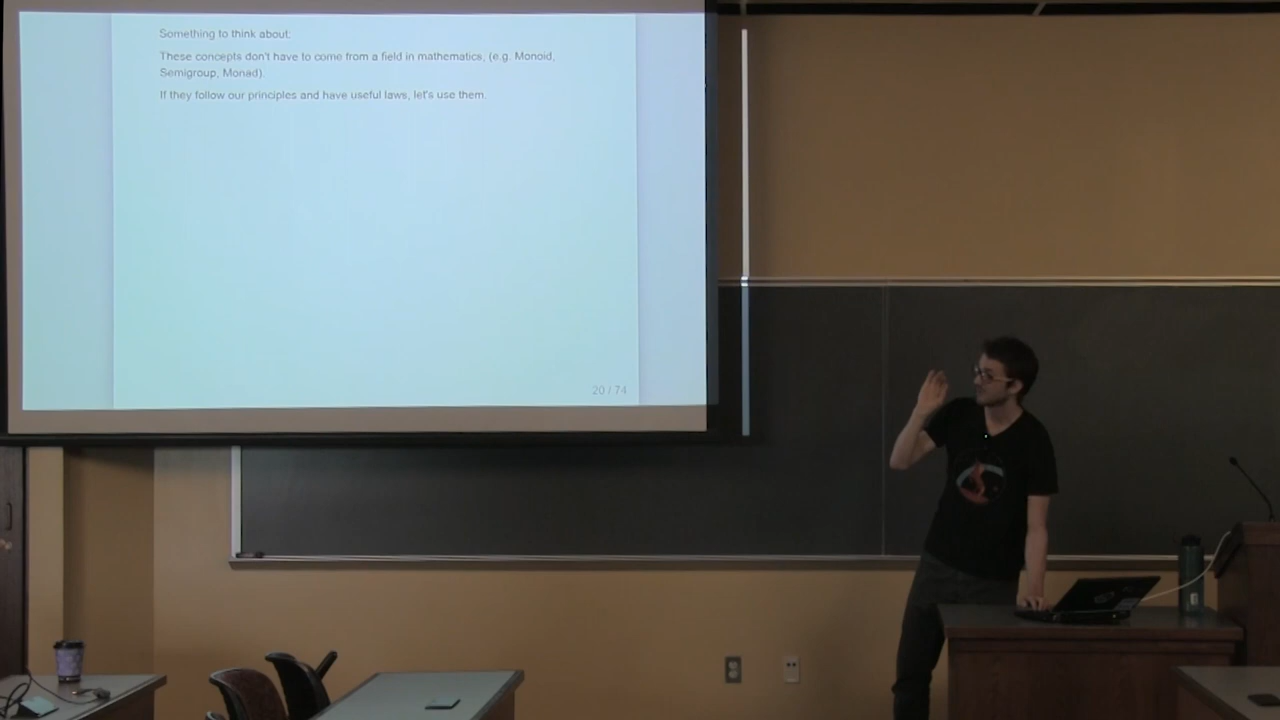 Something to think about:
These concepts don't have to come from a field in mathematics, (e.g. Monoid,
Semigroup, Monad).
If they follow our principles and have useful laws, let's use them.
20 / 74